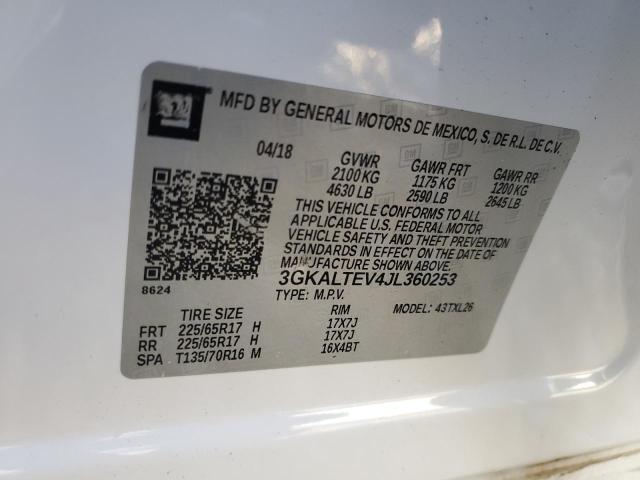 GM
MFD BY GENERAL MOTORS DE MEXICO, S. DE R.L. DE C.V.
04/18 GVWR GAWR FRT GAWR RR
2100 KG 1175 KG 1200 KG
4630 LB 2590 LB 2645 LB
THIS VEHICLE CONFORMS TO ALL
APPLICABLE U.S. FEDERAL MOTOR
VEHICLE SAFETY AND THEFT PREVENTION
STANDARDS IN EFFECT ON THE DATE OF
MANUFACTURE SHOWN ABOVE.
8624
3GKALTEV4JL360253
TYPE: M.P.V. MODEL: 43TXL26
TIRE SIZE RIM
FRT 225/65R17 H 17X7J
RR 225/65R17 H 17X7J
SPA T135/70R16 M 16X4BT